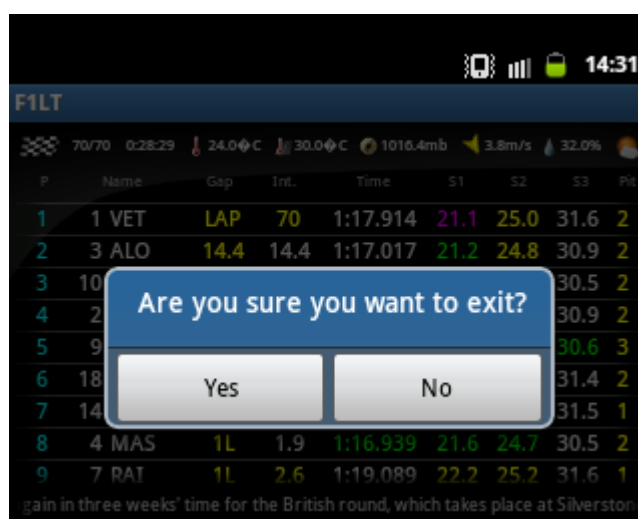 14:31
F1LT
70/70 0:28:29 24.0�C 30.0�C 1016.4mb 3.8m/s 32.0%
P Name Gap Int. Time S1 S2 S3 Pit
1 1 VET LAP 70 1:17.914 21.1 25.0 31.6 2
2 3 ALO 14.4 14.4 1:17.017 21.2 24.8 30.9 2
3 10 30.5 2
4 2 30.9 2
5 9 30.6 3
6 18 31.4 2
7 14 31.5 1
Are you sure you want to exit?
Yes No
8 4 MAS 1L 1.9 1:16.939 21.6 24.7 30.5 2
9 7 RAI 1L 2.6 1:19.089 22.2 25.2 31.6 1
gain in three weeks' time for the British round, which takes place at Silverston